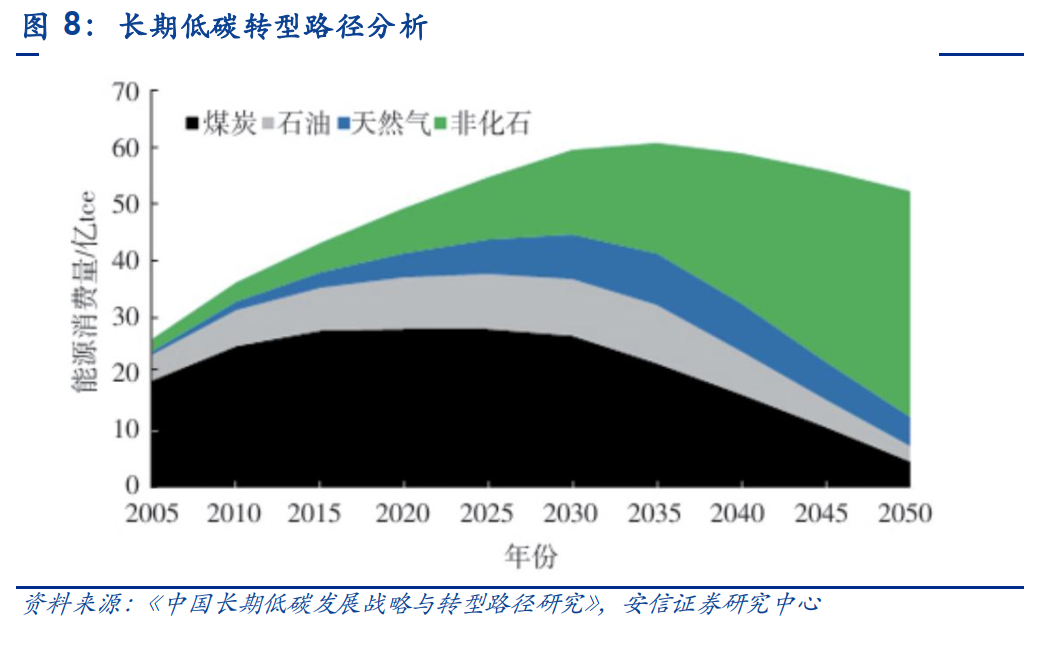 图 8：长期低碳转型路径分析
70
60
50
40
30
20
10
0
能源消费量/亿tce
■煤炭■石油■天然气■非化石
2005 2010 2015 2020 2025 2030 2035 2040 2045 2050
年份
资料来源：《中国长期低碳发展战略与转型路径研究》，安信证券研究中心